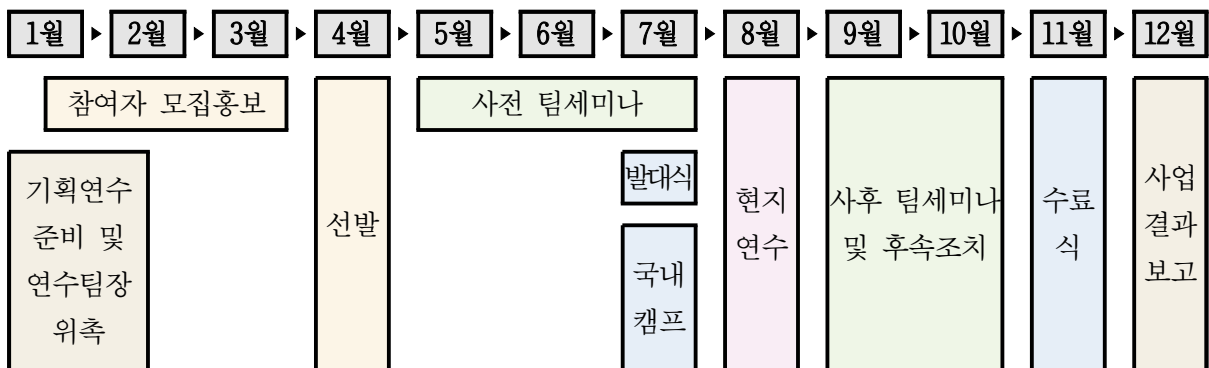 1월 ▶ 2월 ▶ 3월 ▶ 4월 ▶ 5월 ▶ 6월 ▶ 7월 ▶ 8월 ▶ 9월 ▶ 10월 ▶ 11월 ▶ 12월
참여자 모집홍보
기획연수
준비 및
연수팀장
위촉
선발
사전 팀세미나
발대식
국내
캠프
현지
연수
사후 팀세미나
및 후속조치
수료
식
사업
결과
보고